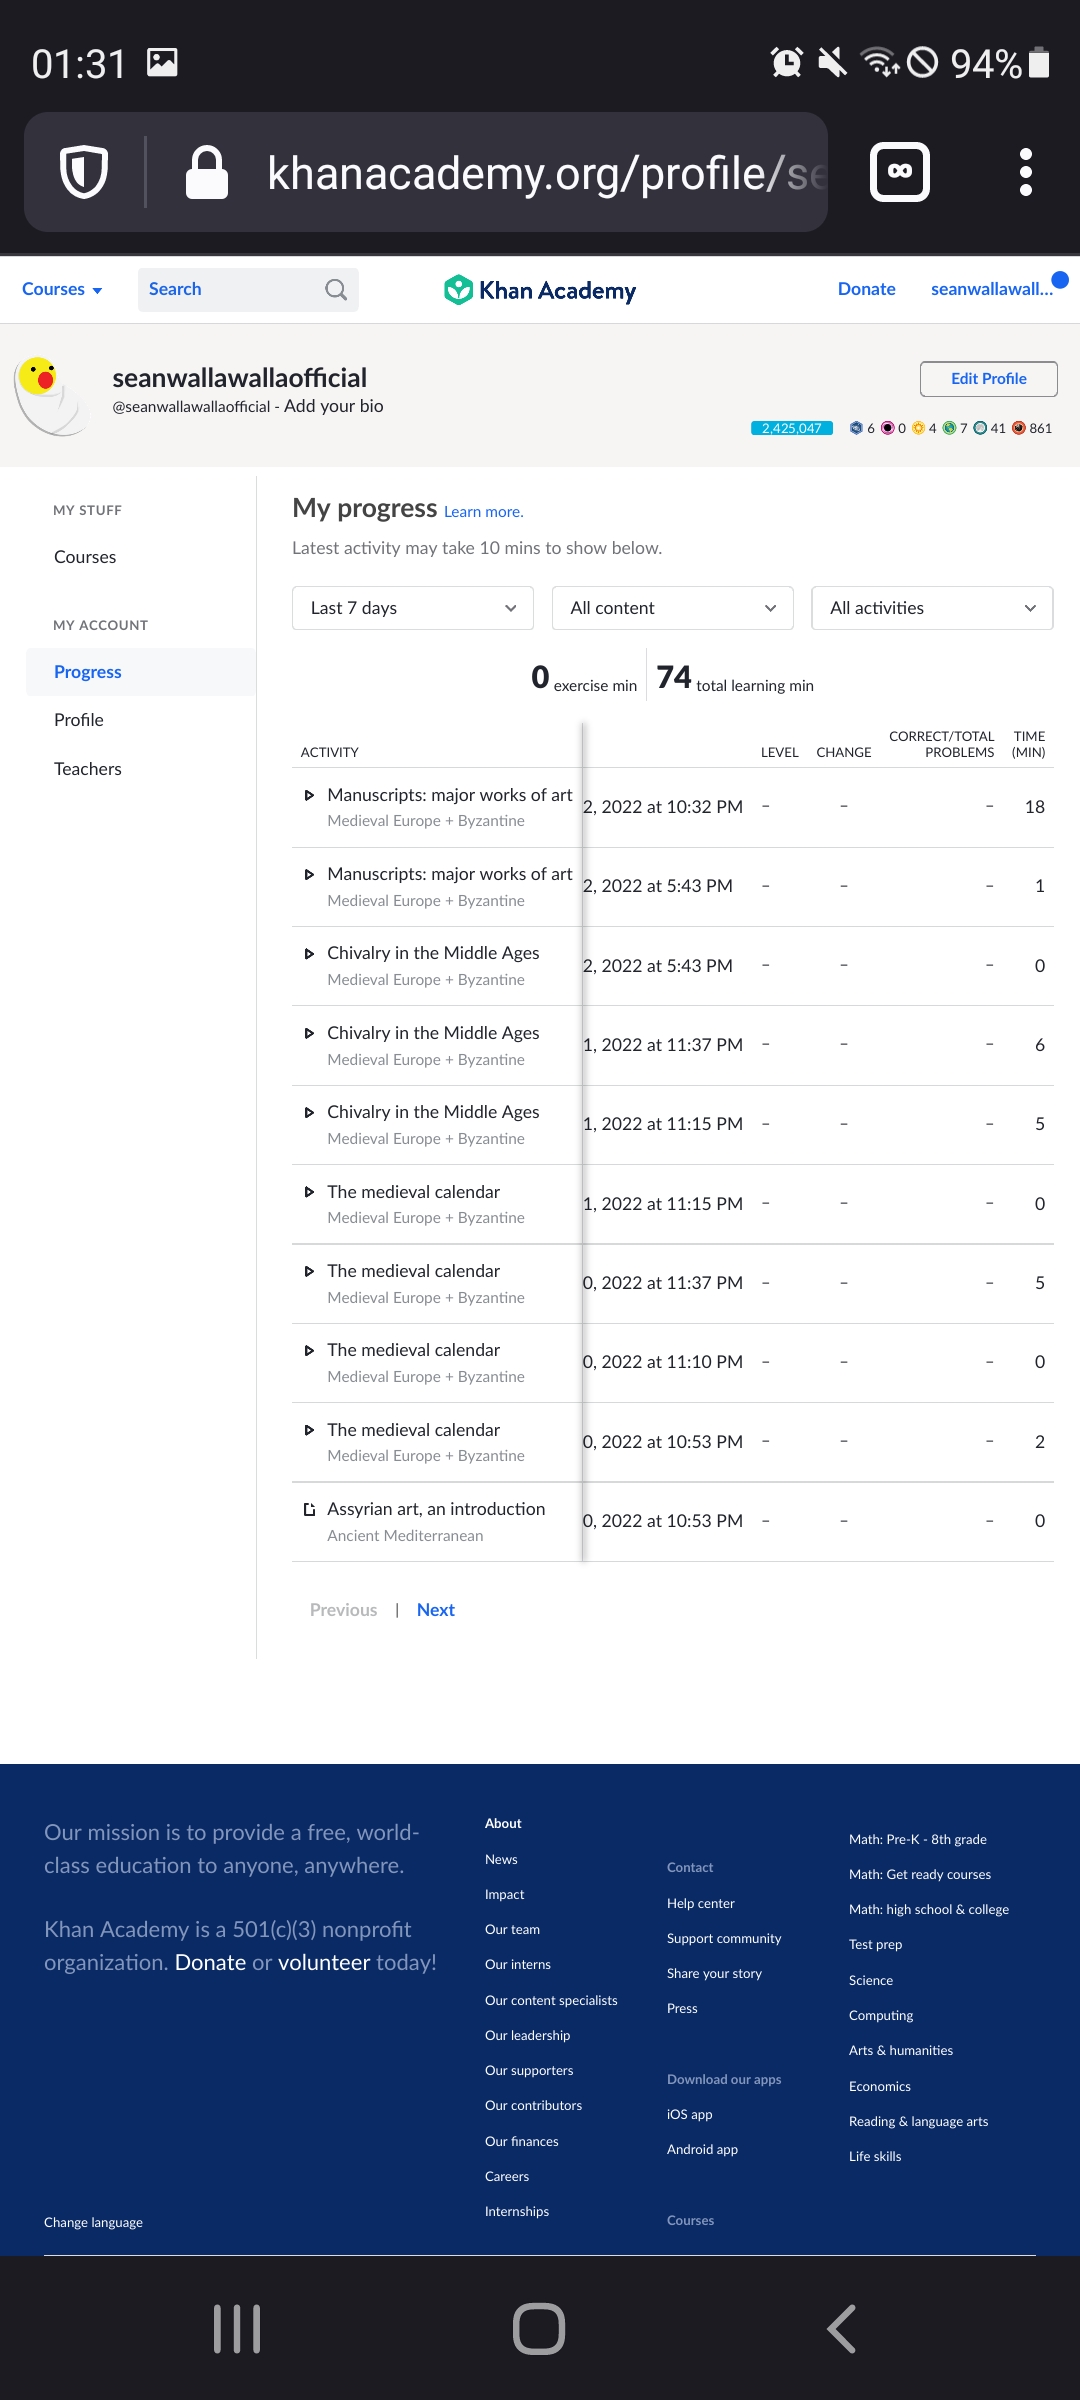 01:31
94%
khanacademy.org/profile/se
Courses
Search
Khan Academy
Donate
seanwallawall...
seanwallawallaofficial
@seanwallawallaofficial - Add your bio
Edit Profile
2,425,047 6 0 4 7 41 861
MY STUFF
Courses
MY ACCOUNT
Progress
Profile
Teachers
My progress Learn more.
Latest activity may take 10 mins to show below.
Last 7 days
All content
All activities
0 exercise min
74 total learning min
ACTIVITY
LEVEL
CHANGE
CORRECT/TOTAL
PROBLEMS
TIME
(MIN)
Manuscripts: major works of art
Medieval Europe + Byzantine
2, 2022 at 10:32 PM – – – 18
Manuscripts: major works of art
Medieval Europe + Byzantine
2, 2022 at 5:43 PM – – – 1
Chivalry in the Middle Ages
Medieval Europe + Byzantine
2, 2022 at 5:43 PM – – – 0
Chivalry in the Middle Ages
Medieval Europe + Byzantine
1, 2022 at 11:37 PM – – – 6
Chivalry in the Middle Ages
Medieval Europe + Byzantine
1, 2022 at 11:15 PM – – – 5
The medieval calendar
Medieval Europe + Byzantine
1, 2022 at 11:15 PM – – – 0
The medieval calendar
Medieval Europe + Byzantine
0, 2022 at 11:37 PM – – – 5
The medieval calendar
Medieval Europe + Byzantine
0, 2022 at 11:10 PM – – – 0
The medieval calendar
Medieval Europe + Byzantine
0, 2022 at 10:53 PM – – – 2
Assyrian art, an introduction
Ancient Mediterranean
0, 2022 at 10:53 PM – – – 0
Previous | Next
Our mission is to provide a free, world-
class education to anyone, anywhere.
Khan Academy is a 501(c)(3) nonprofit
organization. Donate or volunteer today!
Change language
About
News
Impact
Our team
Our interns
Our content specialists
Our leadership
Our supporters
Our contributors
Our finances
Careers
Internships
Contact
Help center
Support community
Share your story
Press
Download our apps
iOS app
Android app
Courses
Math: Pre-K - 8th grade
Math: Get ready courses
Math: high school & college
Test prep
Science
Computing
Arts & humanities
Economics
Reading & language arts
Life skills